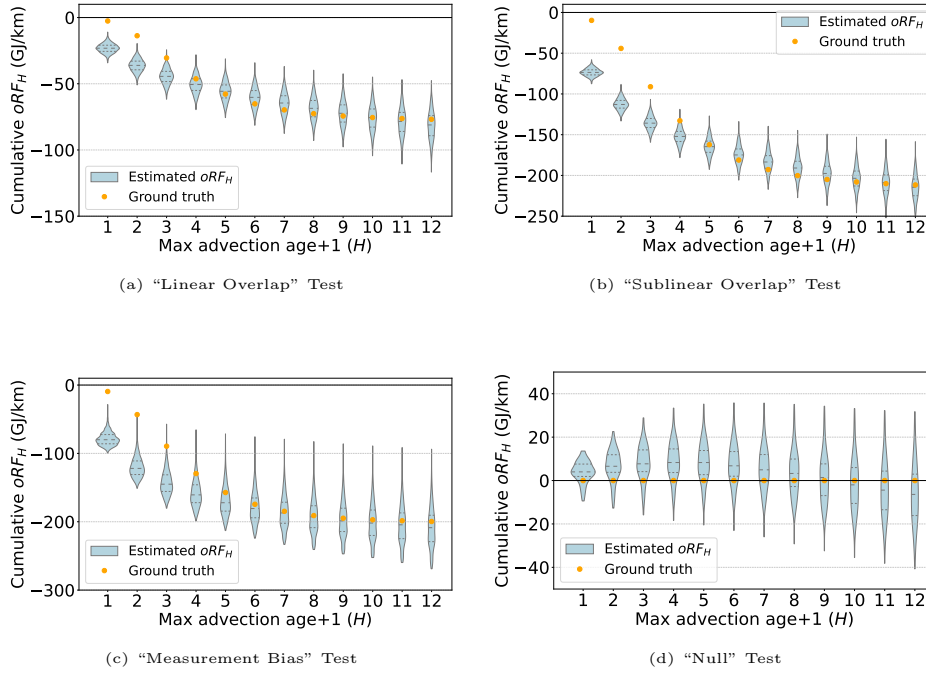 0
−50
−100
−150
1 2 3 4 5 6 7 8 9 10 11 12
Cumulative oRF_H (GJ/km)
Max advection age+1 (H)
Estimated oRF_H
Ground truth
(a) “Linear Overlap” Test
0
−50
−100
−150
−200
−250
1 2 3 4 5 6 7 8 9 10 11 12
Cumulative oRF_H (GJ/km)
Max advection age+1 (H)
Estimated oRF_H
Ground truth
(b) “Sublinear Overlap” Test
0
−100
−200
−300
1 2 3 4 5 6 7 8 9 10 11 12
Cumulative oRF_H (GJ/km)
Max advection age+1 (H)
Estimated oRF_H
Ground truth
(c) “Measurement Bias” Test
40
20
0
−20
−40
1 2 3 4 5 6 7 8 9 10 11 12
Cumulative oRF_H (GJ/km)
Max advection age+1 (H)
Estimated oRF_H
Ground truth
(d) “Null” Test